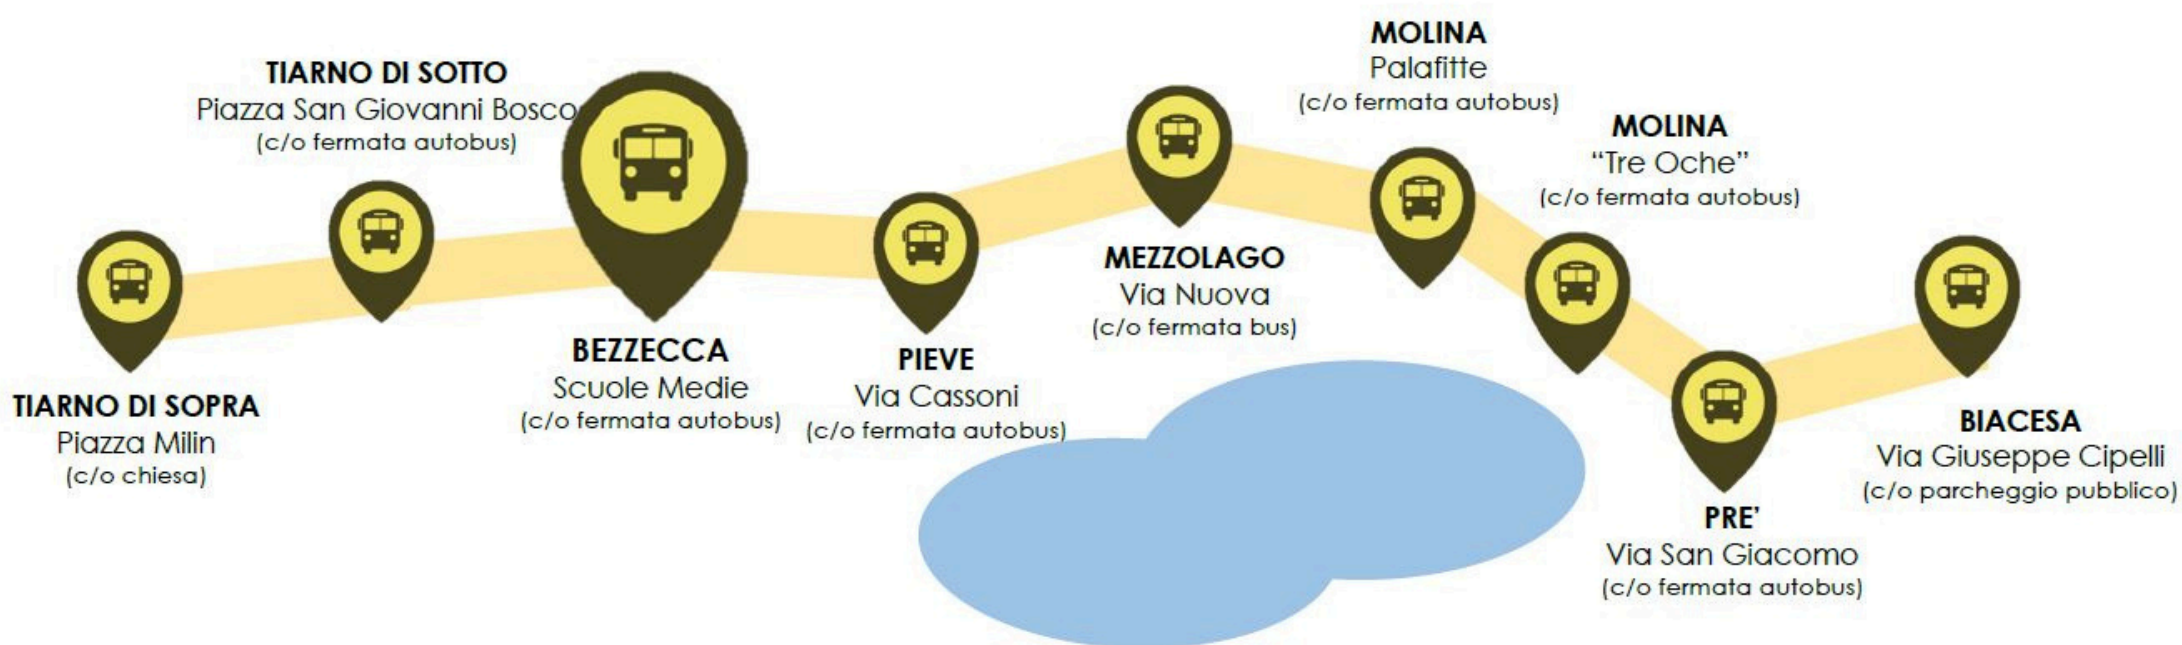 TIARNO DI SOPRA
Piazza Milin
(c/o chiesa)
TIARNO DI SOTTO
Piazza San Giovanni Bosco
(c/o fermata autobus)
BEZZECCA
Scuole Medie
(c/o fermata autobus)
PIEVE
Via Cassoni
(c/o fermata autobus)
MEZZOLAGO
Via Nuova
(c/o fermata bus)
MOLINA
Palafitte
(c/o fermata autobus)
MOLINA
“Tre Oche”
(c/o fermata autobus)
PRE’
Via San Giacomo
(c/o fermata autobus)
BIACESA
Via Giuseppe Cipelli
(c/o parcheggio pubblico)